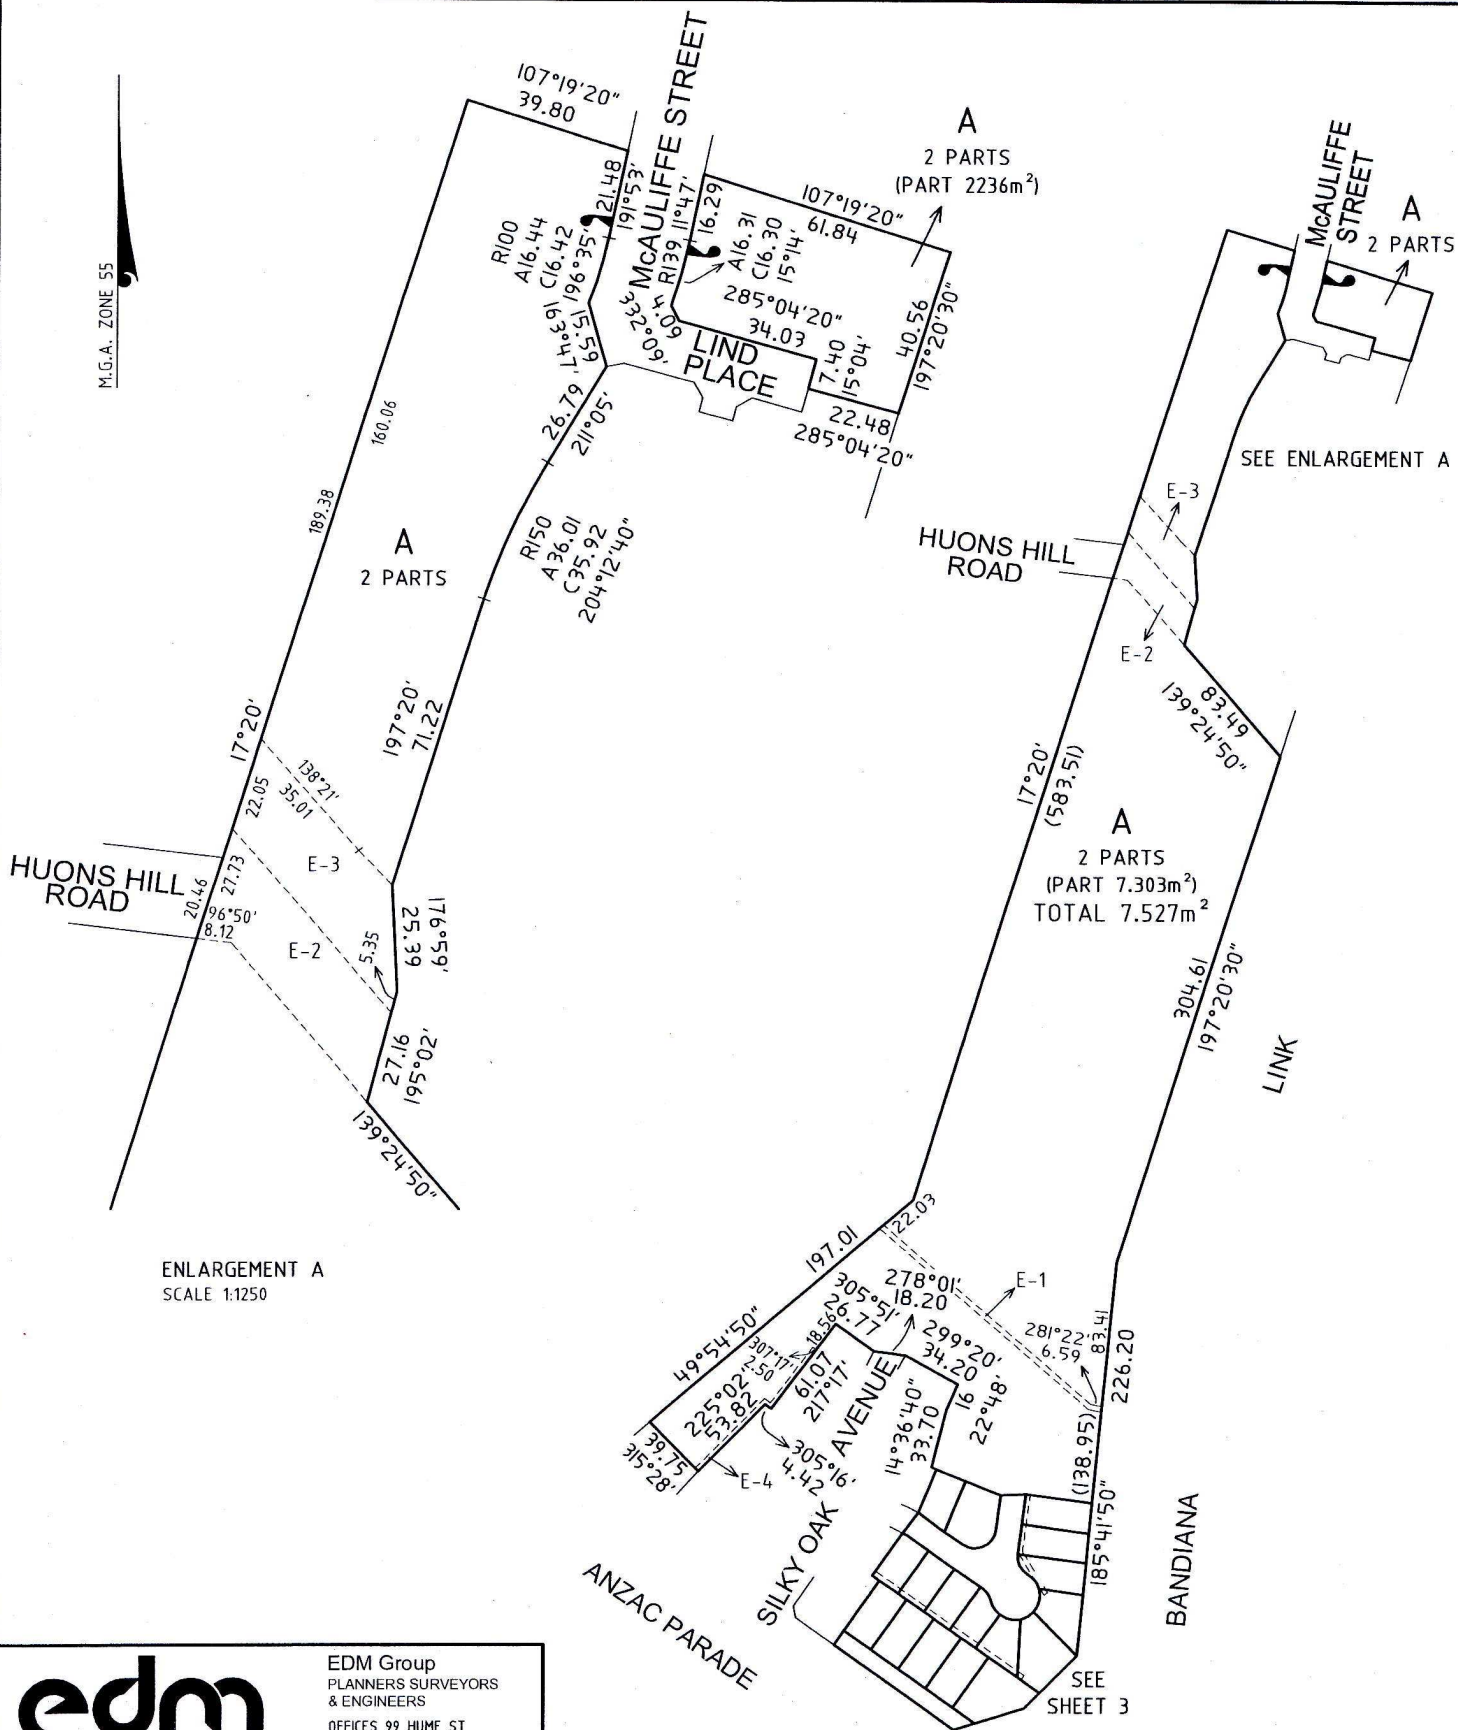 M.G.A. ZONE 55
107°19'20"
39.80
McAULIFFE STREET
21.48
191°53'
R100
A16.44
C16.42
196°35'
15.59
163°47'
R139
11°47'
16.29
A16.31
C16.30
15°14'
4.09
332°09'
107°19'20"
61.84
A
2 PARTS
(PART 2236m²)
285°04'20"
34.03
LIND
PLACE
7.40
15°04'
40.56
197°20'30"
22.48
285°04'20"
26.79
211°05'
R150
A36.01
C35.92
204°12'40"
160.06
189.38
A
2 PARTS
197°20'
71.22
17°20'
22.05
138°21'
35.01
E-3
HUONS HILL
ROAD
20.46
27.73
96°50'
8.12
E-2
5.35
176°59'
25.39
27.16
195°02'
139°24'50"
ENLARGEMENT A
SCALE 1:1250
McAULIFFE
STREET
A
2 PARTS
SEE ENLARGEMENT A
E-3
HUONS HILL
ROAD
E-2
83.49
139°24'50"
17°20'
(583.51)
A
2 PARTS
(PART 7.303m²)
TOTAL 7.527m²
304.61
197°20'30"
LINK
22.03
197.01
49°54'50"
278°01'
18.20
305°51'
26.77
E-1
18.56
307°17'
2.50
299°20'
34.20
281°22'
6.59
83.41
226.20
225°02'
53.82
61.07
217°17'
16
22°48'
14°36'40"
33.70
39.75
315°28'
E-4
305°16'
4.42
(138.95)
185°41'50"
SILKY OAK AVENUE
ANZAC PARADE
BANDIANA
SEE
SHEET 3
edm
EDM Group
PLANNERS SURVEYORS
& ENGINEERS
OFFICES 99 HUME ST